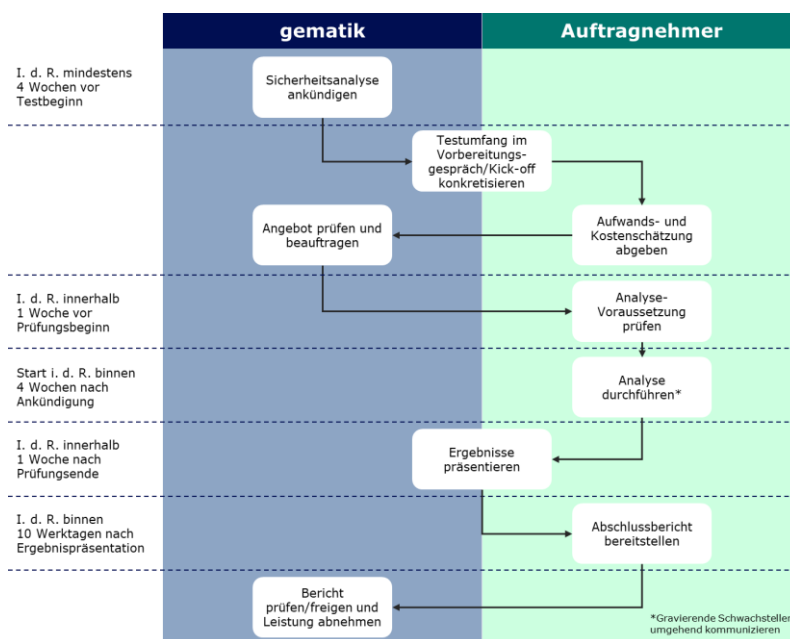 gematik
Auftragnehmer
I. d. R. mindestens
4 Wochen vor
Testbeginn
Sicherheitsanalyse
ankündigen
Testumfang im
Vorbereitungs-
gespräch/Kick-off
konkretisieren
Angebot prüfen und
beauftragen
Aufwands- und
Kostenschätzung
abgeben
I. d. R. innerhalb
1 Woche vor
Prüfungsbeginn
Analyse-
Voraussetzung
prüfen
Start i. d. R. binnen
4 Wochen nach
Ankündigung
Analyse
durchführen*
I. d. R. innerhalb
1 Woche nach
Prüfungsende
Ergebnisse
präsentieren
I. d. R. binnen
10 Werktagen nach
Ergebnispräsentation
Abschlussbericht
bereitstellen
Bericht
prüfen/freigen und
Leistung abnehmen
*Gravierende Schwachstellen
umgehend kommunizieren